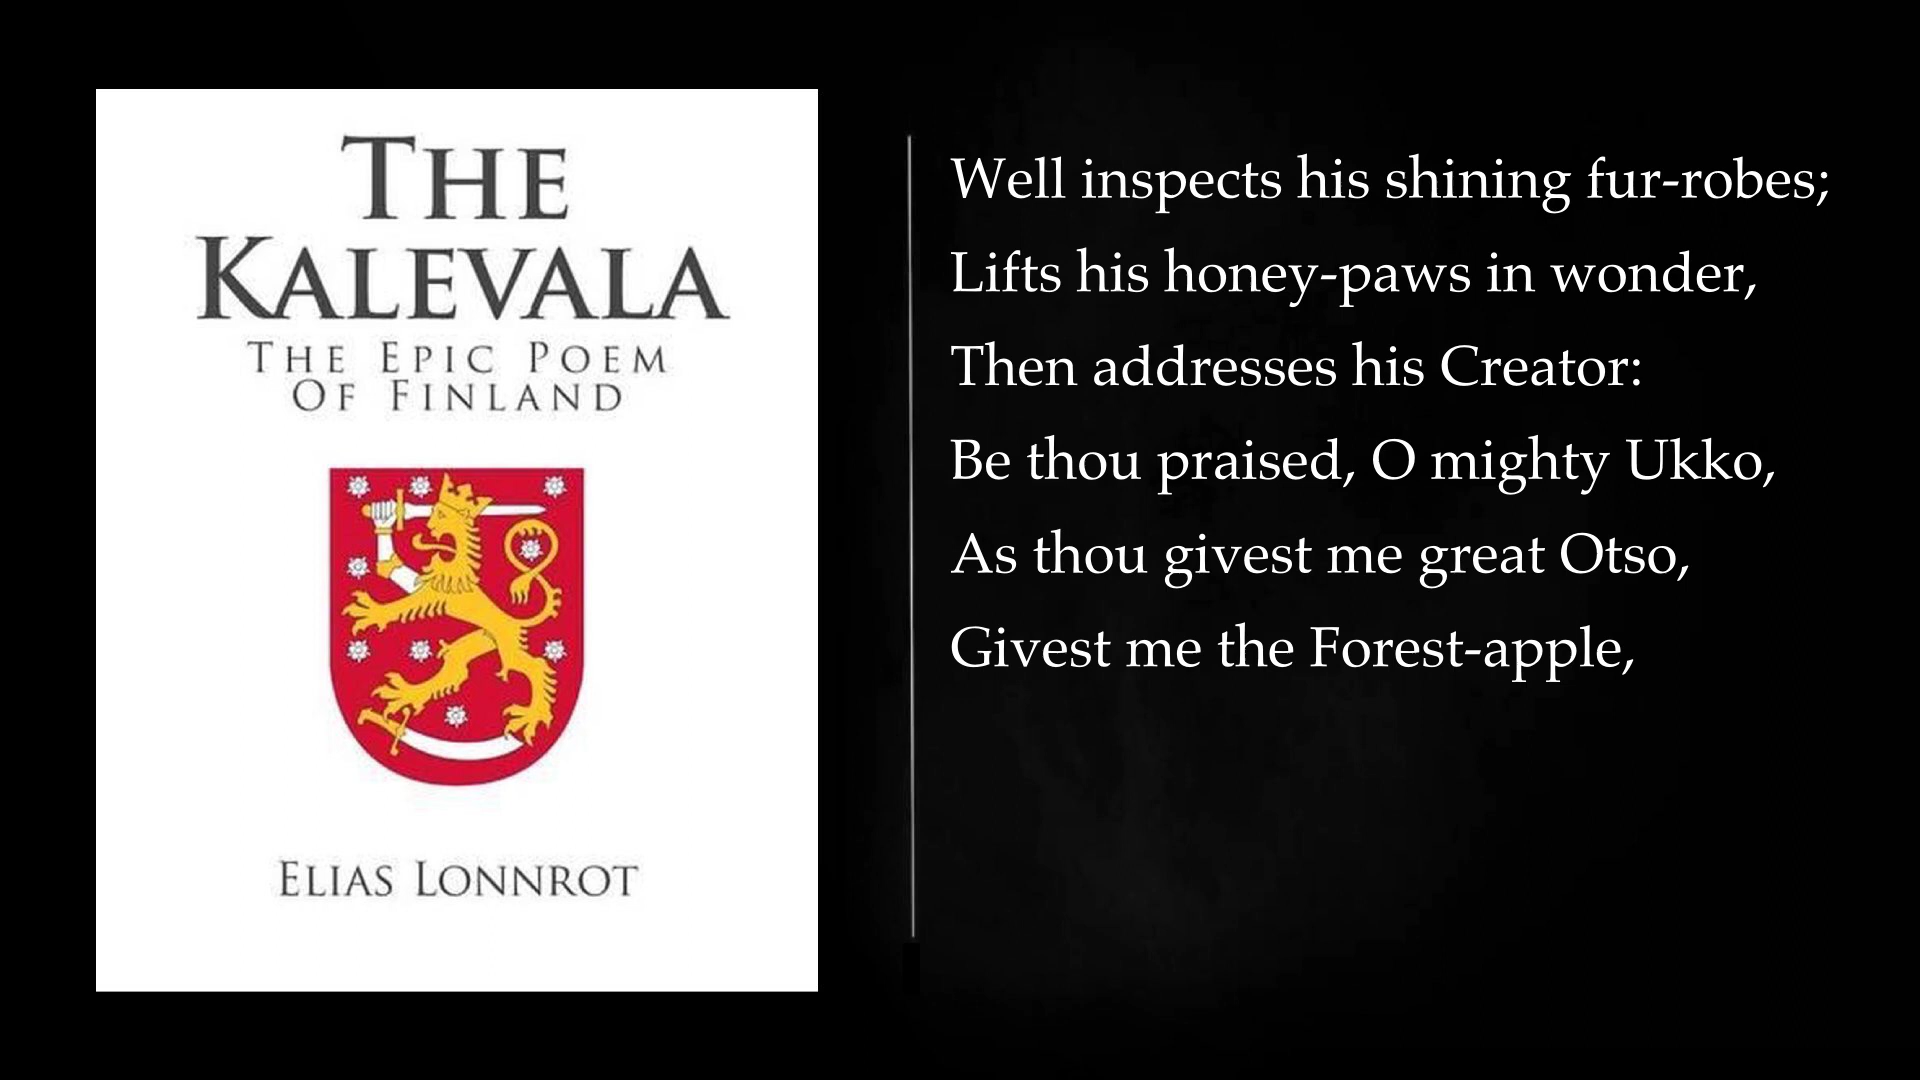 THE
KALEVALA
THE EPIC POEM
OF FINLAND
ELIAS LONNROT
Well inspects his shining fur-robes;
Lifts his honey-paws in wonder,
Then addresses his Creator:
Be thou praised, O mighty Ukko,
As thou givest me great Otso,
Givest me the Forest-apple,